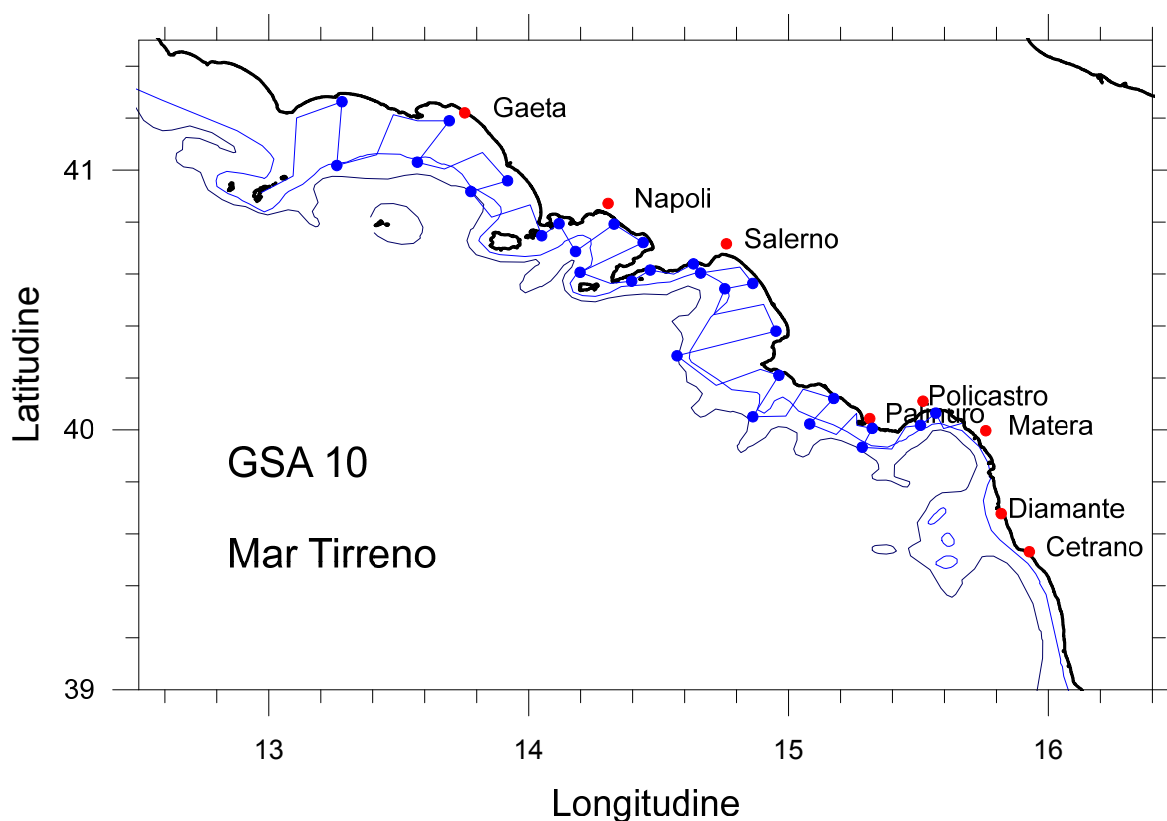 Gaeta
41
Napoli
Salerno
Latitudine
Policastro
Palinuro
Matera
40
GSA 10
Diamante
Mar Tirreno
Cetrano
39
13
14
15
16
Longitudine